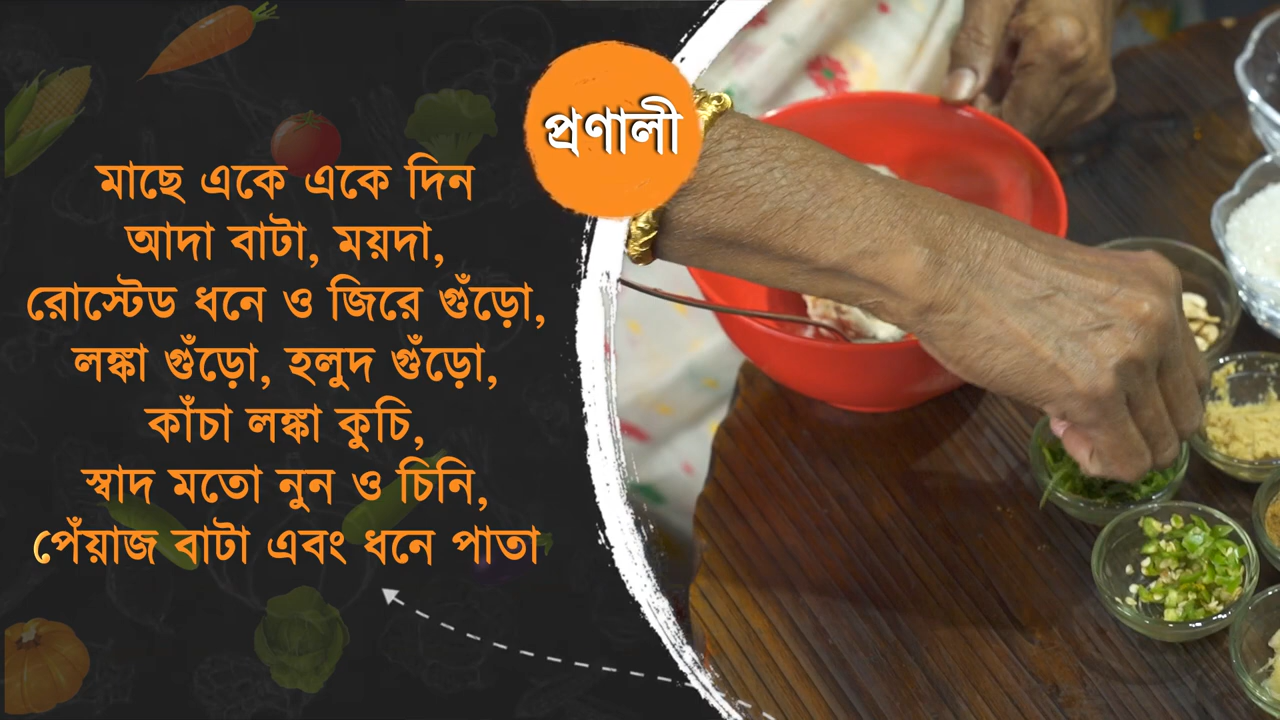 প্রণালী
মাছে একে একে দিন
আদা বাটা, ময়দা,
রোস্টেড ধনে ও জিরে গুঁড়ো,
লঙ্কা গুঁড়ো, হলুদ গুঁড়ো,
কাঁচা লঙ্কা কুচি,
স্বাদ মতো নুন ও চিনি,
পেঁয়াজ বাটা এবং ধনে পাতা